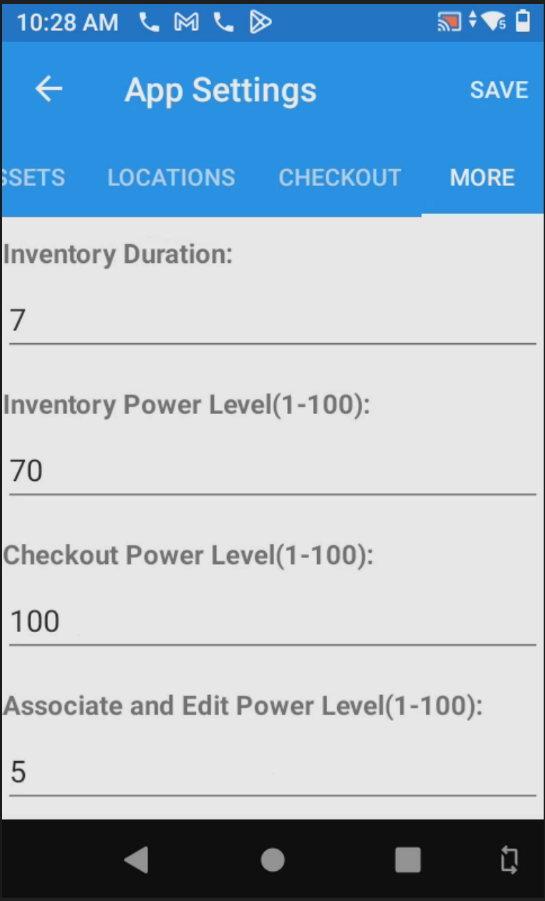 10:28 AM
5
App Settings
SAVE
SSETS
LOCATIONS
CHECKOUT
MORE
Inventory Duration:
7
Inventory Power Level(1-100):
70
Checkout Power Level(1-100):
100
Associate and Edit Power Level(1-100):
5